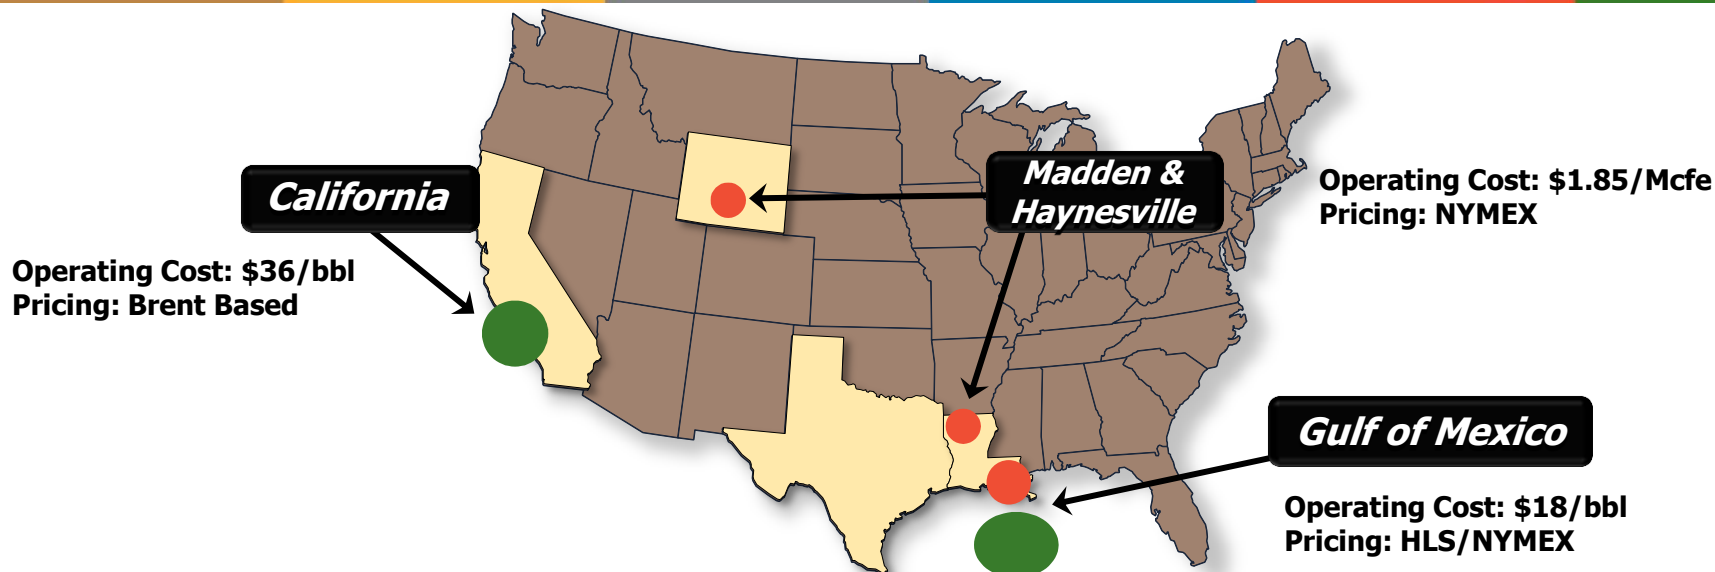 California
Operating Cost: $36/bbl
Pricing: Brent Based
Madden &
Haynesville
Operating Cost: $1.85/Mcfe
Pricing: NYMEX
Gulf of Mexico
Operating Cost: $18/bbl
Pricing: HLS/NYMEX